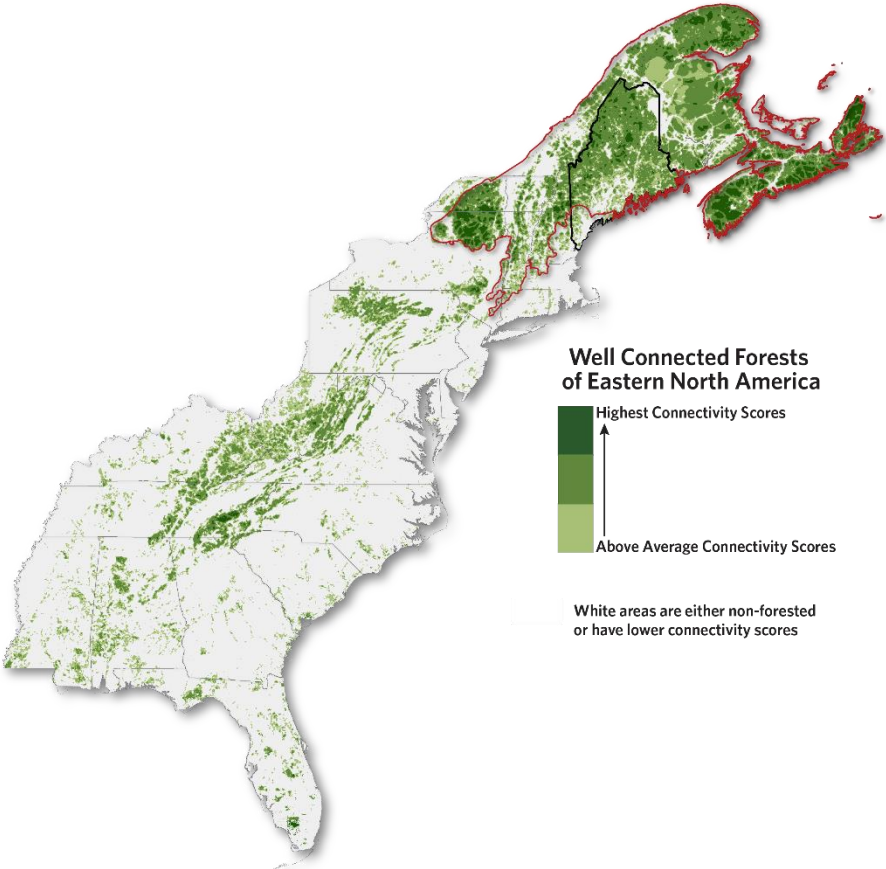 Well Connected Forests
of Eastern North America
Highest Connectivity Scores
Above Average Connectivity Scores
White areas are either non-forested
or have lower connectivity scores